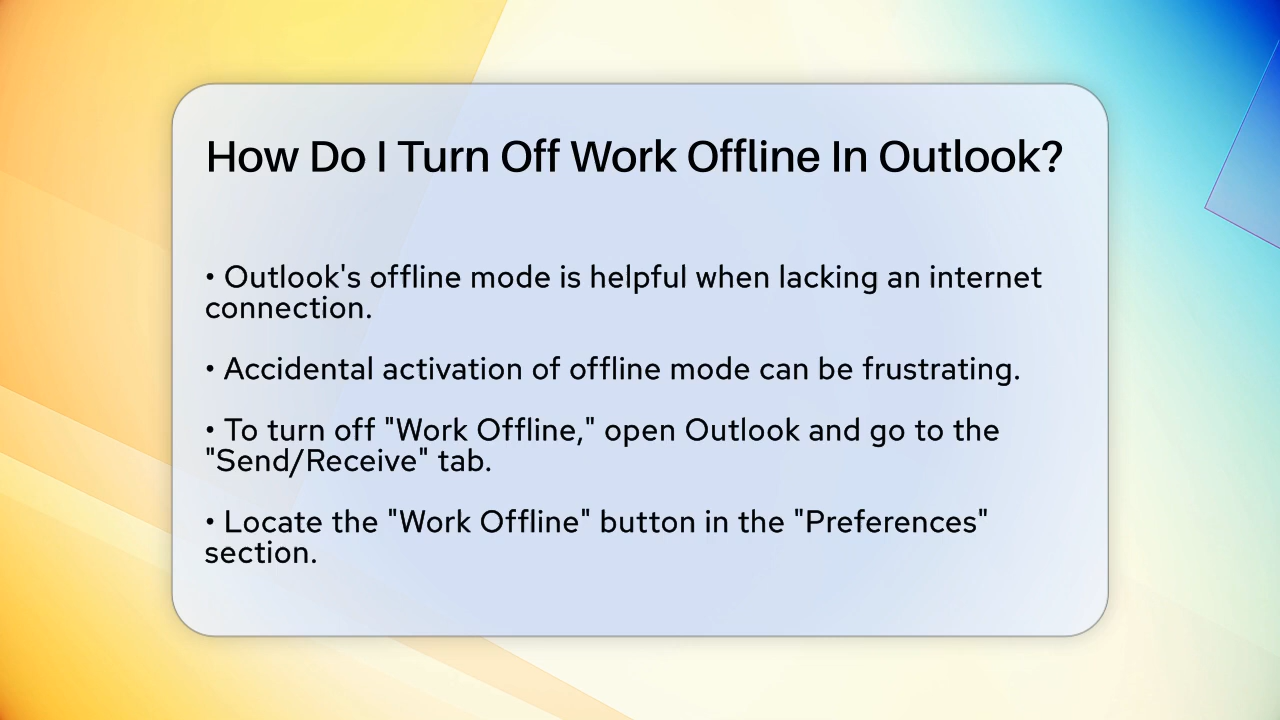 How Do I Turn Off Work Offline In Outlook?
• Outlook's offline mode is helpful when lacking an internet
connection.
• Accidental activation of offline mode can be frustrating.
• To turn off "Work Offline," open Outlook and go to the
"Send/Receive" tab.
• Locate the "Work Offline" button in the "Preferences"
section.